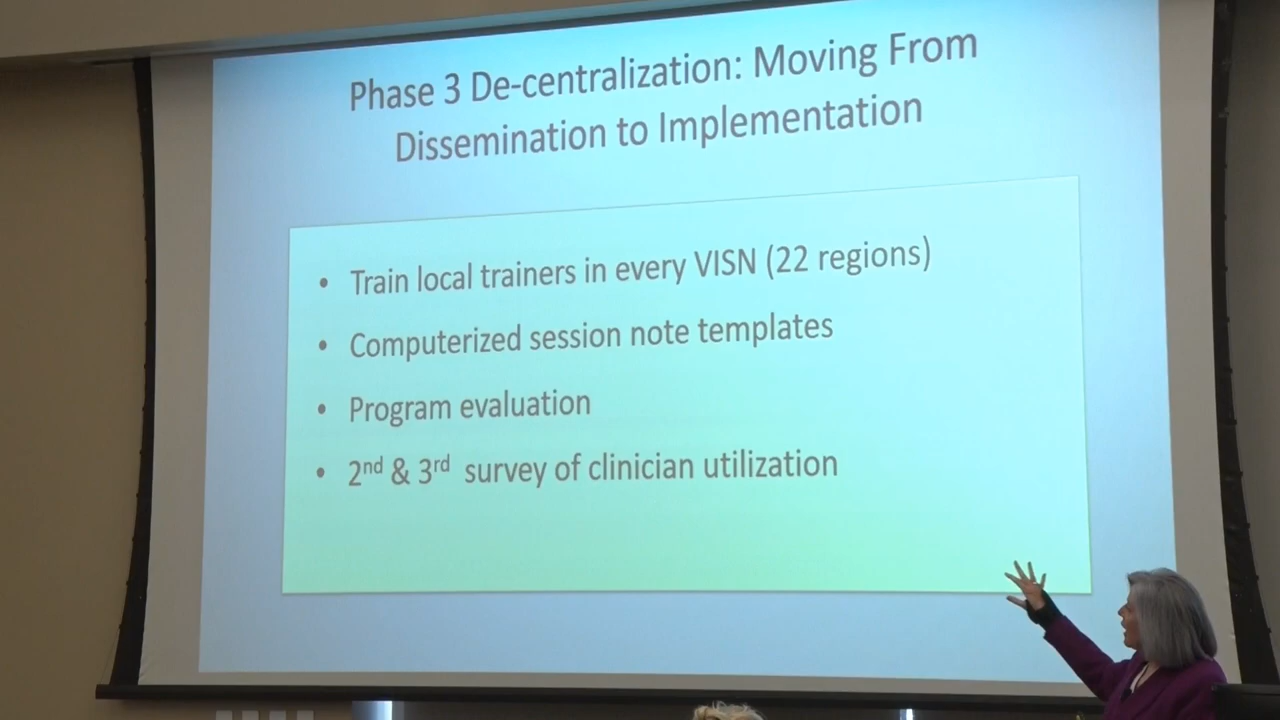 Phase 3 De-centralization: Moving From
Dissemination to Implementation
• Train local trainers in every VISN (22 regions)
• Computerized session note templates
• Program evaluation
• 2nd & 3rd survey of clinician utilization